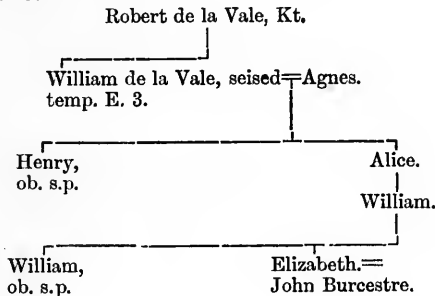 Robert de la Vale, Kt.
William de la Vale, seised=Agnes.
temp. E. 3.
Henry,
ob. s.p.
Alice.
William.
William,
ob. s.p.
Elizabeth.=
John Burcestre.